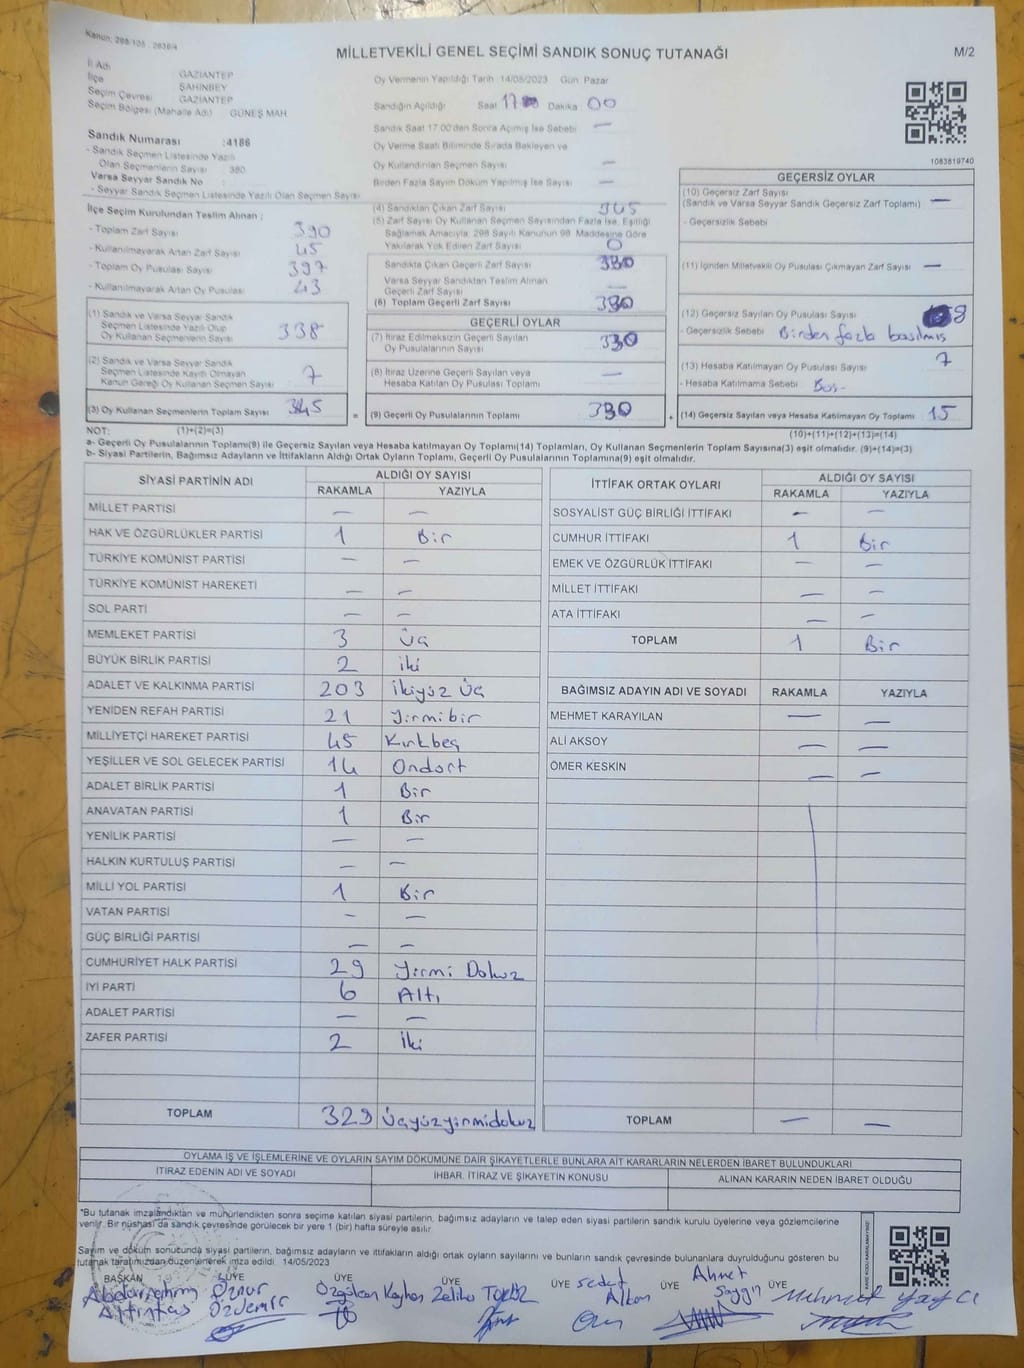 Kanun: 298/105 - 2839/4
MİLLETVEKİLİ GENEL SEÇİMİ SANDIK SONUÇ TUTANAĞI
M/2
İl Adı GAZİANTEP
İlçe ŞAHİNBEY
Seçim Çevresi GAZİANTEP
Seçim Bölgesi (Mahalle Adı) GÜNEŞ MAH.
Oy Vermenin Yapıldığı Tarih 14/05/2023 Gün Pazar
Sandığın Açıldığı Saat 17 Dakika 00
Sandık Saat 17.00'den Sonra Açılmış İse Sebebi —
Oy Verme Saati Bitiminde Sırada Bekleyen ve
Oy Kullandırılan Seçmen Sayısı —
Birden Fazla Sayım Döküm Yapılmış İse Sayısı —
1083819740
Sandık Numarası :4186
- Sandık Seçmen Listesinde Yazılı
Olan Seçmenlerin Sayısı : 380
Varsa Seyyar Sandık No
- Seyyar Sandık Seçmen Listesinde Yazılı Olan Seçmen Sayısı
İlçe Seçim Kurulundan Teslim Alınan :
- Toplam Zarf Sayısı 390
- Kullanılmayarak Artan Zarf Sayısı 45
- Toplam Oy Pusulası Sayısı 397
- Kullanılmayarak Artan Oy Pusulası 43
(1) Sandık ve Varsa Seyyar Sandık
Seçmen Listesinde Yazılı Olup
Oy Kullanan Seçmenlerin Sayısı 338
(2) Sandık ve Varsa Seyyar Sandık
Seçmen Listesinde Kayıtlı Olmayan
Kanun Gereği Oy Kullanan Seçmen Sayısı 7
(3) Oy Kullanan Seçmenlerin Toplam Sayısı 345
(4) Sandıktan Çıkan Zarf Sayısı 345
(5) Zarf Sayısı Oy Kullanan Seçmen Sayısından Fazla İse, Eşitliği
Sağlamak Amacıyla, 298 Sayılı Kanunun 98. Maddesine Göre
Yakılarak Yok Edilen Zarf Sayısı 0
Sandıkta Çıkan Geçerli Zarf Sayısı 330
Varsa Seyyar Sandıktan Teslim Alınan
Geçerli Zarf Sayısı —
(6) Toplam Geçerli Zarf Sayısı 330
GEÇERLİ OYLAR
(7) İtiraz Edilmeksizin Geçerli Sayılan
Oy Pusulalarının Sayısı 330
(8) İtiraz Üzerine Geçerli Sayılan veya
Hesaba Katılan Oy Pusulası Toplamı —
= (9) Geçerli Oy Pusulalarının Toplamı 330
GEÇERSİZ OYLAR
(10) Geçersiz Zarf Sayısı
(Sandık ve Varsa Seyyar Sandık Geçersiz Zarf Toplamı) —
- Geçersizlik Sebebi
(11) İçinden Milletvekili Oy Pusulası Çıkmayan Zarf Sayısı —
(12) Geçersiz Sayılan Oy Pusulası Sayısı 8
- Geçersizlik Sebebi Birden fazla basılmış
(13) Hesaba Katılmayan Oy Pusulası Sayısı 7
- Hesaba Katılmama Sebebi Boş-
+ (14) Geçersiz Sayılan veya Hesaba Katılmayan Oy Toplamı 15
NOT: (1)+(2)=(3)
(10)+(11)+(12)+(13)=(14)
a- Geçerli Oy Pusulalarının Toplamı(9) ile Geçersiz Sayılan veya Hesaba katılmayan Oy Toplamı(14) Toplamları, Oy Kullanan Seçmenlerin Toplam Sayısına(3) eşit olmalıdır. (9)+(14)=(3)
b- Siyasi Partilerin, Bağımsız Adayların ve İttifakların Aldığı Ortak Oyların Toplamı, Geçerli Oy Pusulalarının Toplamına(9) eşit olmalıdır.
SİYASİ PARTİNİN ADI ALDIĞI OY SAYISI
RAKAMLA YAZIYLA
MİLLET PARTİSİ — —
HAK VE ÖZGÜRLÜKLER PARTİSİ 1 Bir
TÜRKİYE KOMÜNİST PARTİSİ — —
TÜRKİYE KOMÜNİST HAREKETİ — —
SOL PARTİ — —
MEMLEKET PARTİSİ 3 Üç
BÜYÜK BİRLİK PARTİSİ 2 iki
ADALET VE KALKINMA PARTİSİ 203 ikiyüz Üç
YENİDEN REFAH PARTİSİ 21 Yirmibir
MİLLİYETÇİ HAREKET PARTİSİ 45 Kırkbeş
YEŞİLLER VE SOL GELECEK PARTİSİ 14 Ondört
ADALET BİRLİK PARTİSİ 1 Bir
ANAVATAN PARTİSİ 1 Bir
YENİLİK PARTİSİ — —
HALKIN KURTULUŞ PARTİSİ — —
MİLLİ YOL PARTİSİ 1 Bir
VATAN PARTİSİ — —
GÜÇ BİRLİĞİ PARTİSİ — —
CUMHURİYET HALK PARTİSİ 29 Yirmi Dokuz
İYİ PARTİ 6 Altı
ADALET PARTİSİ — —
ZAFER PARTİSİ 2 iki
TOPLAM 329 Üçyüzyirmidokuz
İTTİFAK ORTAK OYLARI ALDIĞI OY SAYISI
RAKAMLA YAZIYLA
SOSYALİST GÜÇ BİRLİĞİ İTTİFAKI — —
CUMHUR İTTİFAKI 1 Bir
EMEK VE ÖZGÜRLÜK İTTİFAKI — —
MİLLET İTTİFAKI — —
ATA İTTİFAKI — —
TOPLAM 1 Bir
BAĞIMSIZ ADAYIN ADI VE SOYADI RAKAMLA YAZIYLA
MEHMET KARAYILAN — —
ALİ AKSOY — —
ÖMER KESKİN — —
TOPLAM — —
OYLAMA İŞ VE İŞLEMLERİNE VE OYLARIN SAYIM DÖKÜMÜNE DAİR ŞİKAYETLERLE BUNLARA AİT KARARLARIN NELERDEN İBARET BULUNDUKLARI
İTİRAZ EDENİN ADI VE SOYADI İHBAR, İTİRAZ VE ŞİKAYETİN KONUSU ALINAN KARARIN NEDEN İBARET OLDUĞU
"Bu tutanak imzalandıktan ve mühürlendikten sonra seçime katılan siyasi partilerin, bağımsız adayların ve talep eden siyasi partilerin sandık kurulu üyelerine veya gözlemcilerine
verilir. Bir nüshası da sandık çevresinde görülecek bir yere 1 (bir) hafta süreyle asılır.
Sayım ve döküm sonucunda siyasi partilerin, bağımsız adayların ve ittifakların aldığı ortak oyların sayılarını ve bunların sandık çevresinde bulunanlara duyrulduğunu gösteren bu
tutanak tarafımızdan düzenlenerek imza edildi. 14/05/2023
BAŞKAN ÜYE ÜYE ÜYE ÜYE ÜYE ÜYE
Abdurrahman Altıntaş
Öznur Özdemir
Özgökçen Kayhan
Zeliha TOKÖZ
Sedat Alkan
Ahmet Saygın
Mehmet Yaycı